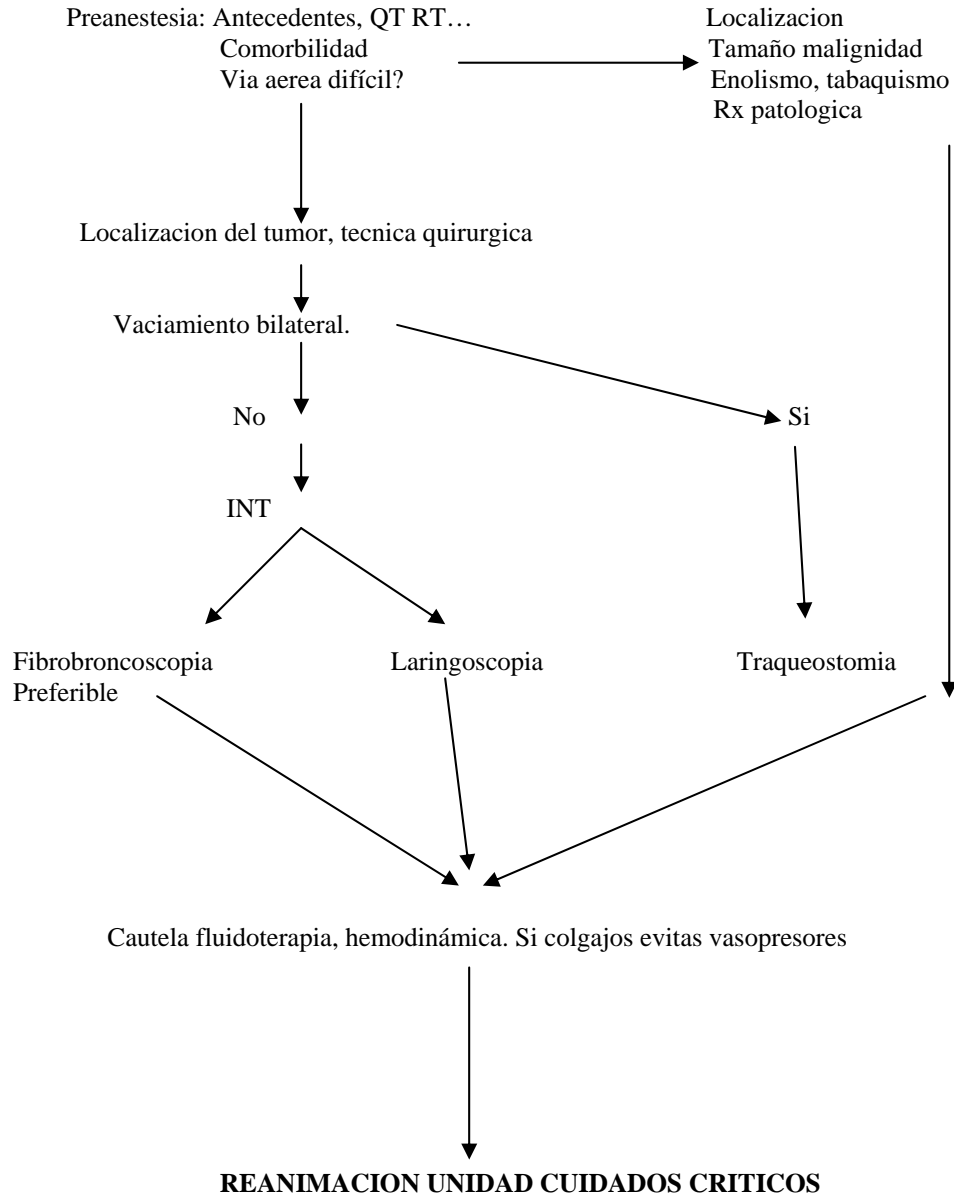 Preanestesia: Antecedentes, QT RT…
Comorbilidad
Via aerea difícil?
Localizacion
Tamaño malignidad
Enolismo, tabaquismo
Rx patologica
Localizacion del tumor, tecnica quirurgica
Vaciamiento bilateral.
No
Si
INT
Fibrobroncoscopia
Preferible
Laringoscopia
Traqueostomia
Cautela fluidoterapia, hemodinámica. Si colgajos evitas vasopresores
REANIMACION UNIDAD CUIDADOS CRITICOS